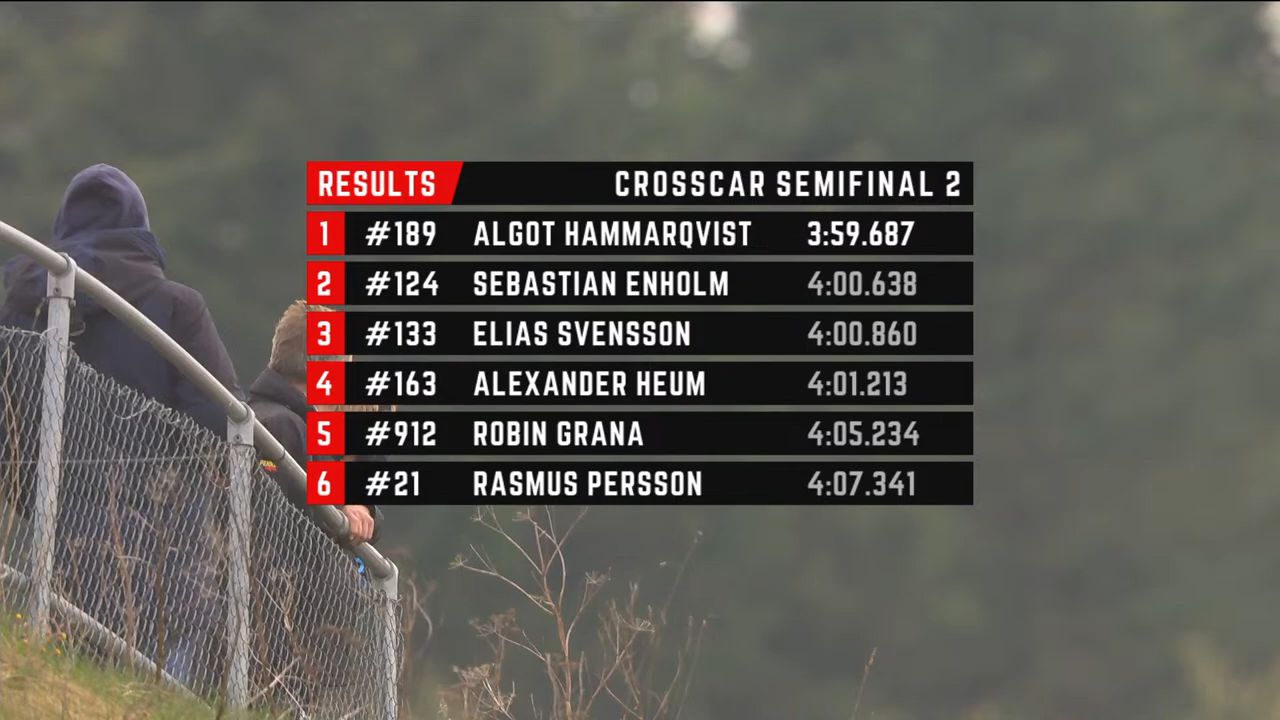 RESULTS CROSSCAR SEMIFINAL 2
1 #189 ALGOT HAMMARQVIST 3:59.687
2 #124 SEBASTIAN ENHOLM 4:00.638
3 #133 ELIAS SVENSSON 4:00.860
4 #163 ALEXANDER HEUM 4:01.213
5 #912 ROBIN GRANA 4:05.234
6 #21 RASMUS PERSSON 4:07.341